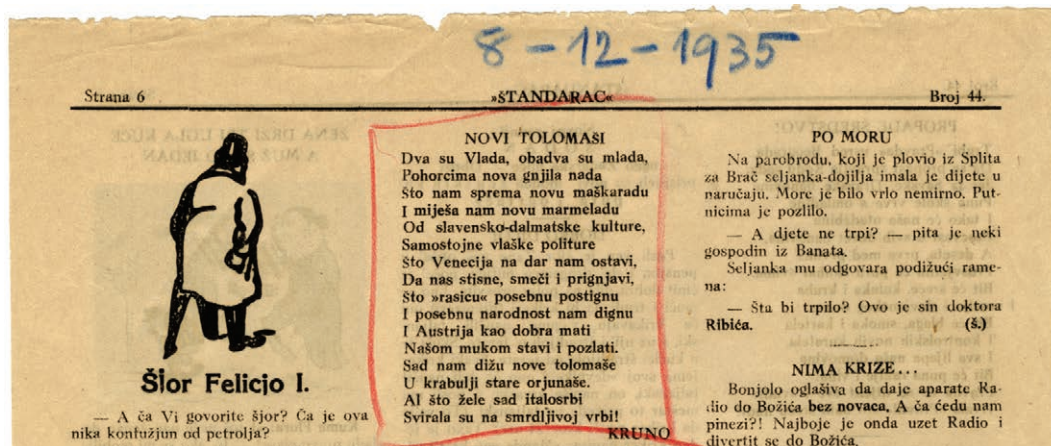 8-12-1935
Strana 6
»ŠTANDARAC«
Broj 44.
Šjor Felicjo I.
— A ča Vi govorite šjor? Ča je ova
nika konfužjun od petrolja?
NOVI TOLOMAŠI
Dva su Vlada, obadva su mlada,
Pohorcima nova gnjila nada
Što nam sprema novu maškaradu
I miješa nam novu marmeladu
Od slavensko-dalmatske kulture,
Samostojne vlaške politure
Što Venecija na dar nam ostavi,
Da nas stisne, smeči i prignjavi,
Što »rasicu« posebnu postignu
I posebnu narodnost nam dignu
I Austrija kao dobra mati
Našom mukom stavi i pozlati.
Sad nam dižu nove tolomaše
U krabulji stare orjunaše.
Al što žele sad italosrbi
Svirala su na smrdljivoj vrbi!
KRUNO
PO MORU
Na parobrodu, koji je plovio iz Splita
za Brač seljanka-dojilja imala je dijete u
naručaju. More je bilo vrlo nemirno. Put-
nicima je pozlilo.
— A djete ne trpi? — pita je neki
gospodin iz Banata.
Seljanka mu odgovara podižući rame-
na:
— Šta bi trpilo? Ovo je sin doktora
Ribića. (š.)
NIMA KRIZE...
Bonjolo oglašiva da daje aparate Ra-
dio do Božića bez novaca. A ča ćedu nam
pinezi?! Najboje je onda uzet Radio i
divertit se do Božića.